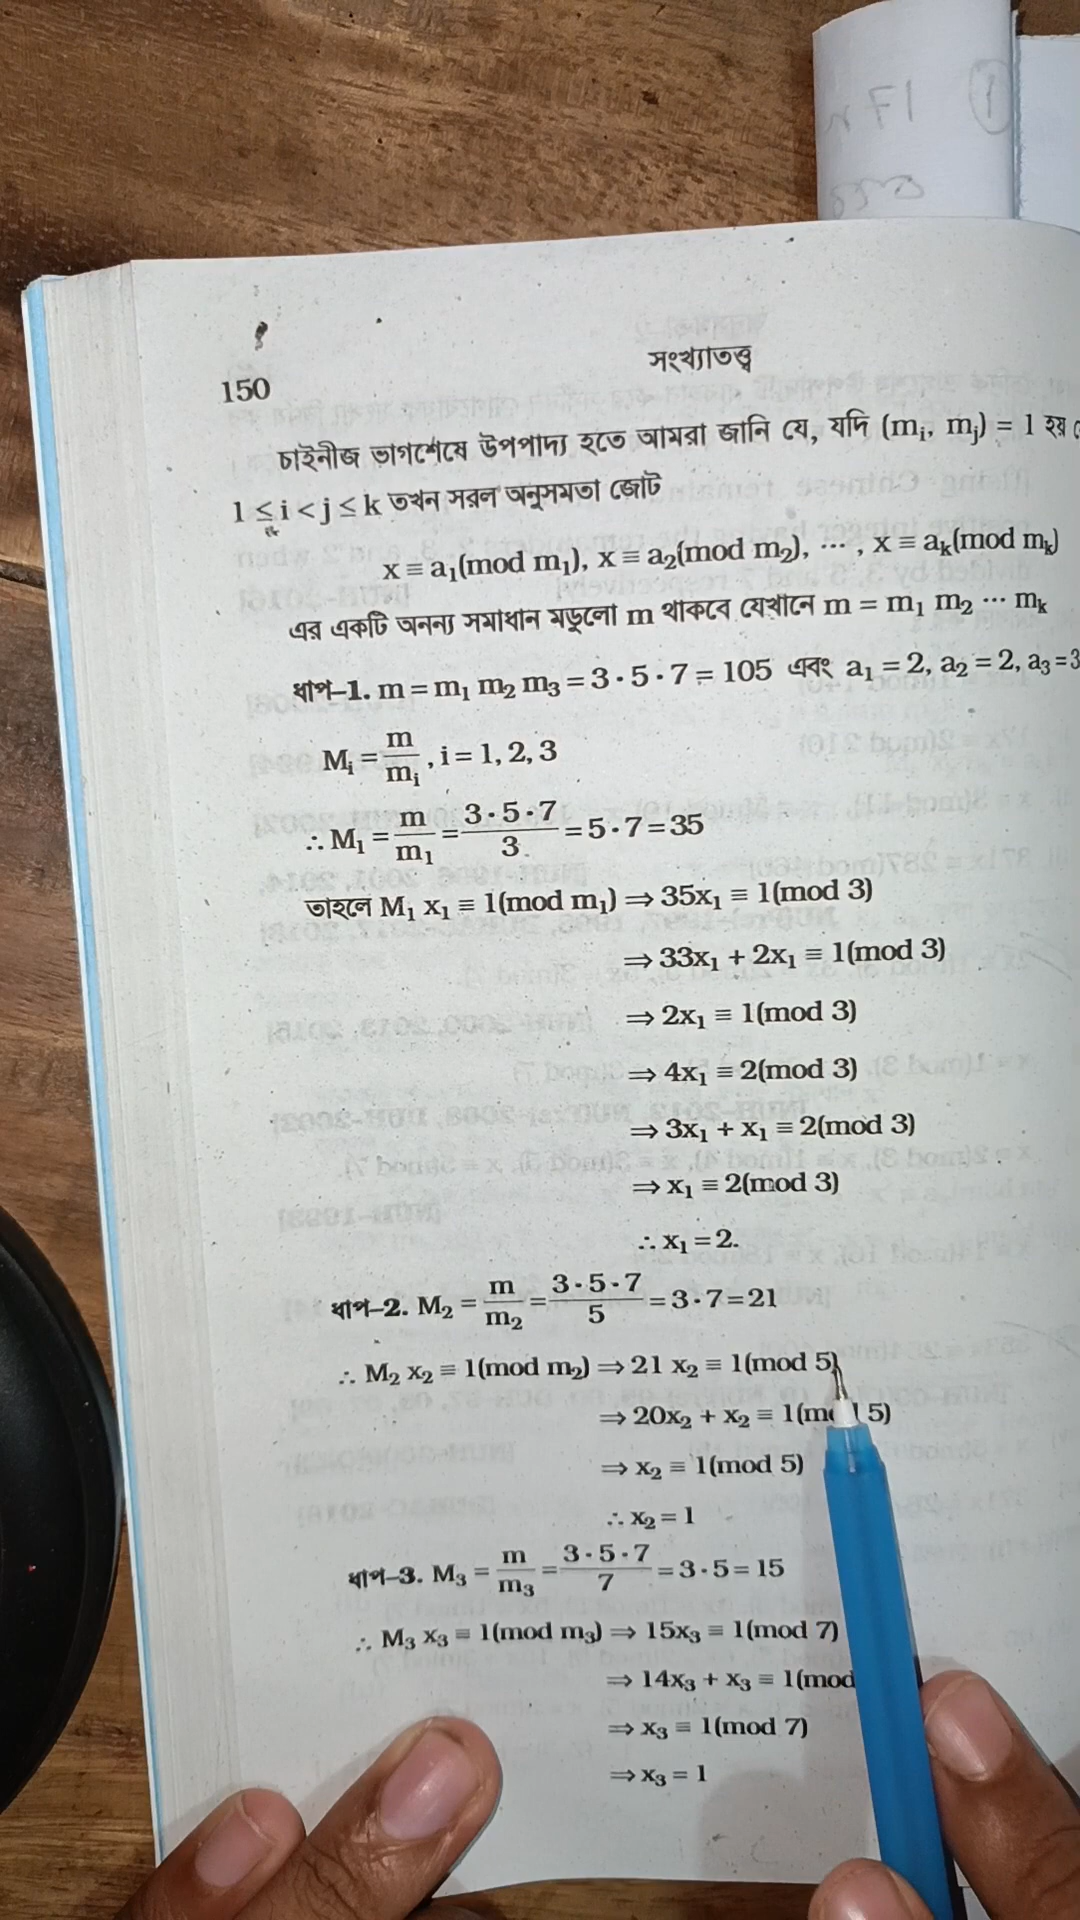 150
সংখ্যাতত্ত্ব
চাইনীজ ভাগশেষে উপপাদ্য হতে আমরা জানি যে, যদি (mᵢ, mⱼ) = 1 হয়
1 ≤ i < j ≤ k তখন সরল অনুসমতা জোট
x ≡ a₁(mod m₁), x ≡ a₂(mod m₂), ⋯ , x ≡ aₖ(mod mₖ)
এর একটি অনন্য সমাধান মডুলো m থাকবে যেখানে m = m₁ m₂ ⋯ mₖ
ধাপ–1. m = m₁ m₂ m₃ = 3 · 5 · 7 = 105 এবং a₁ = 2, a₂ = 2, a₃ = 3
Mᵢ = m/mᵢ , i = 1, 2, 3
∴ M₁ = m/m₁ = 3 · 5 · 7/3 = 5 · 7 = 35
তাহলে M₁ x₁ ≡ 1(mod m₁) ⇒ 35x₁ ≡ 1(mod 3)
⇒ 33x₁ + 2x₁ ≡ 1(mod 3)
⇒ 2x₁ ≡ 1(mod 3)
⇒ 4x₁ ≡ 2(mod 3)
⇒ 3x₁ + x₁ ≡ 2(mod 3)
⇒ x₁ ≡ 2(mod 3)
∴ x₁ = 2.
ধাপ–2. M₂ = m/m₂ = 3 · 5 · 7/5 = 3 · 7 = 21
∴ M₂ x₂ ≡ 1(mod m₂) ⇒ 21 x₂ ≡ 1(mod 5)
⇒ 20x₂ + x₂ ≡ 1(mod 5)
⇒ x₂ ≡ 1(mod 5)
∴ x₂ = 1
ধাপ–3. M₃ = m/m₃ = 3 · 5 · 7/7 = 3 · 5 = 15
∴ M₃ x₃ ≡ 1(mod m₃) ⇒ 15x₃ ≡ 1(mod 7)
⇒ 14x₃ + x₃ ≡ 1(mod
⇒ x₃ ≡ 1(mod 7)
⇒ x₃ = 1